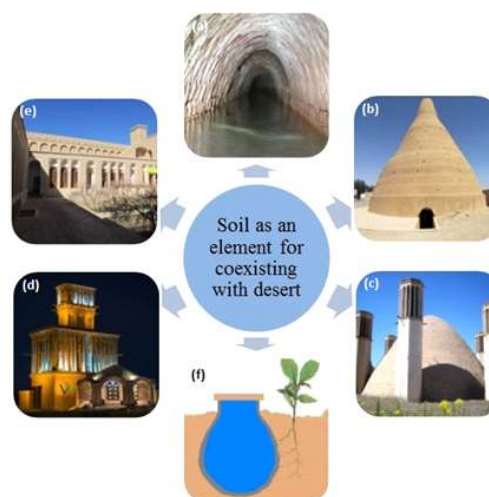 (a)
(b)
(c)
(d)
(e)
(f)
Soil as an
element for
coexisting
with desert